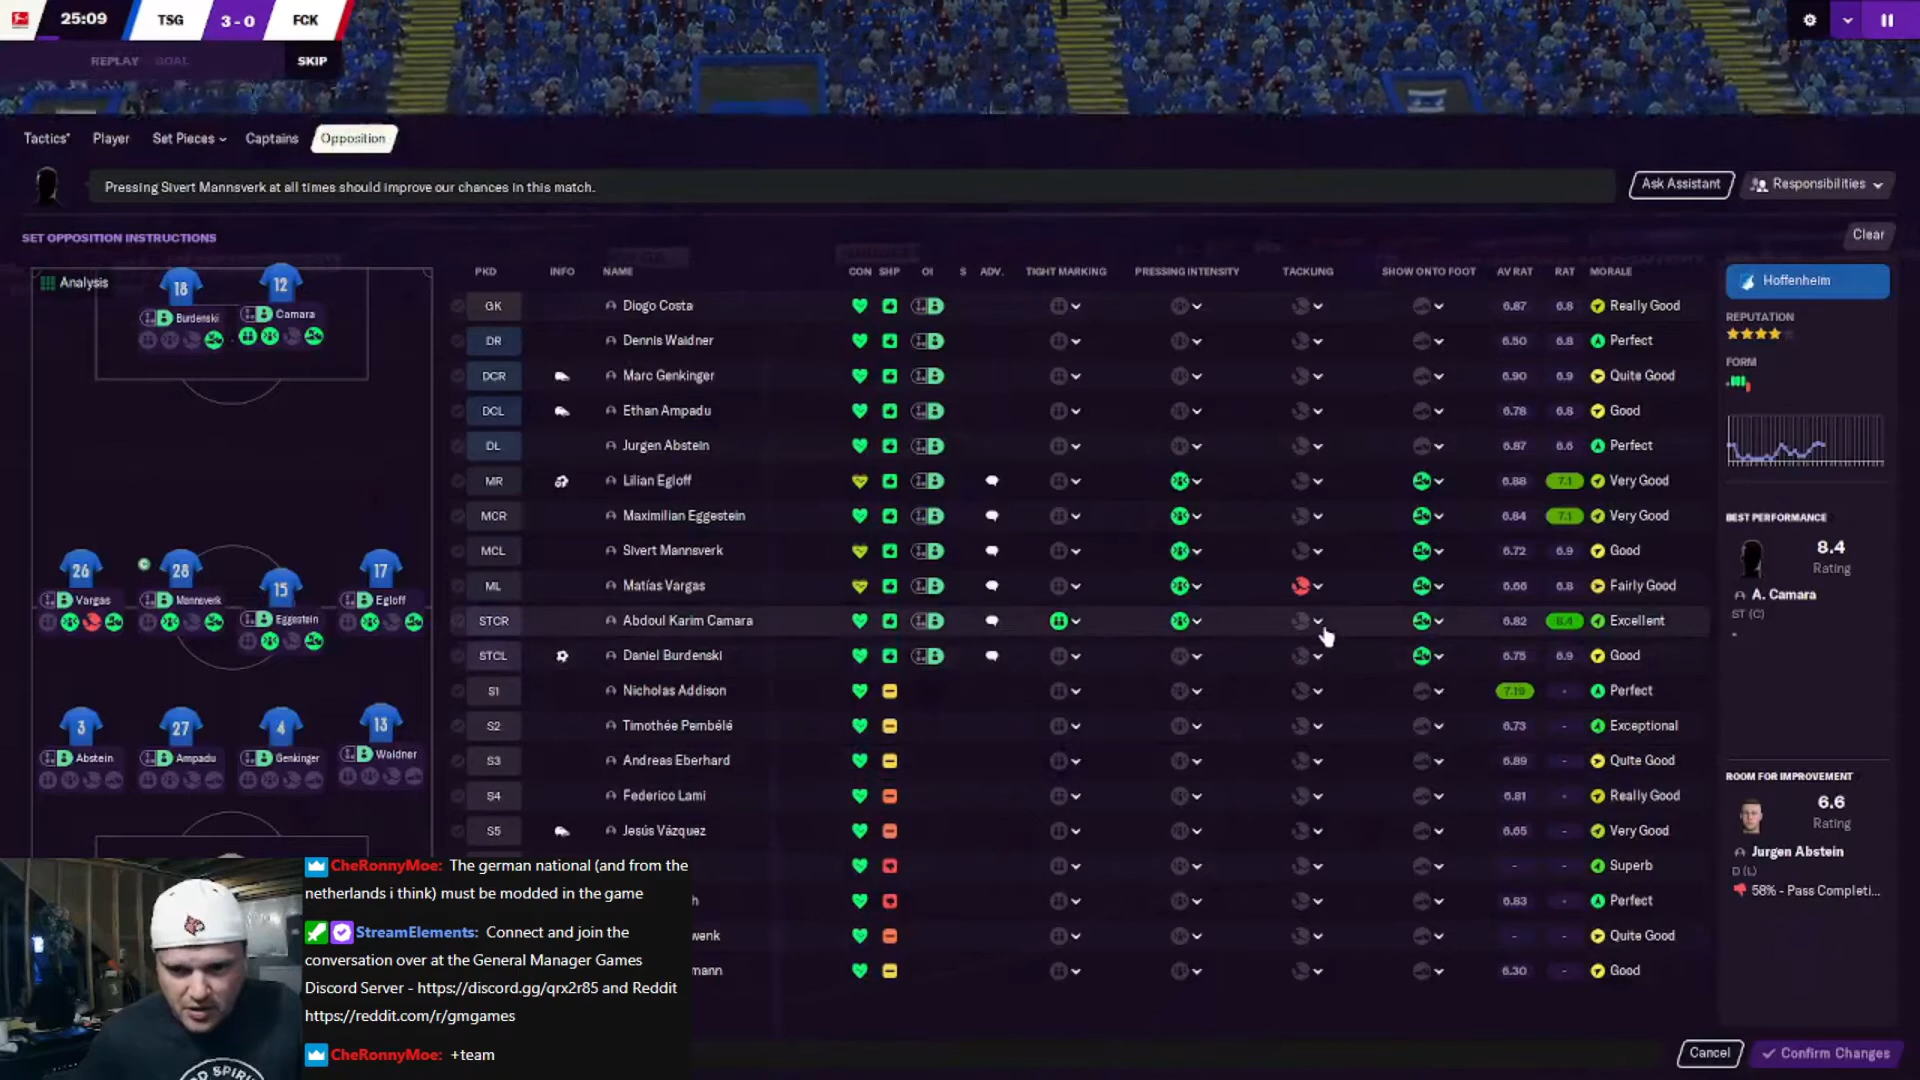 25:09 TSG 3 - 0 FCK
REPLAY GOAL SKIP
Tactics* Player Set Pieces Captains Opposition
Pressing Sivert Mannsverk at all times should improve our chances in this match.
Ask Assistant Responsibilities
SET OPPOSITION INSTRUCTIONS
Clear
Analysis
18 12
Burdenski Camara
26 28 15 17
Vargas Mannsverk Eggestein Egloff
3 27 4 13
Abstein Ampadu Genkinger Waidner
PKD INFO NAME CON SHP OI S ADV. TIGHT MARKING PRESSING INTENSITY TACKLING SHOW ONTO FOOT AV RAT RAT MORALE
GK Diogo Costa 6.87 6.8 Really Good
DR Dennis Waidner 6.50 6.8 Perfect
DCR Marc Genkinger 6.90 6.9 Quite Good
DCL Ethan Ampadu 6.78 6.8 Good
DL Jurgen Abstein 6.87 6.6 Perfect
MR Lilian Egloff 6.88 7.1 Very Good
MCR Maximilian Eggestein 6.84 7.1 Very Good
MCL Sivert Mannsverk 6.72 6.9 Good
ML Matías Vargas 6.66 6.8 Fairly Good
STCR Abdoul Karim Camara 6.82 8.4 Excellent
STCL Daniel Burdenski 6.75 6.9 Good
S1 Nicholas Addison 7.19 - Perfect
S2 Timothée Pembélé 6.73 - Exceptional
S3 Andreas Eberhard 6.89 - Quite Good
S4 Federico Lami 6.81 - Really Good
S5 Jesús Vázquez 6.65 - Very Good
- - Superb
h 6.83 - Perfect
wenk - - Quite Good
mann 6.30 - Good
Hoffenheim
REPUTATION
FORM
BEST PERFORMANCE
8.4
Rating
A. Camara
ST (C)
-
ROOM FOR IMPROVEMENT
6.6
Rating
Jurgen Abstein
D (L)
58% - Pass Completi...
CheRonnyMoe: The german national (and from the
netherlands i think) must be modded in the game
StreamElements: Connect and join the
conversation over at the General Manager Games
Discord Server - https://discord.gg/qrx2r85 and Reddit
https://reddit.com/r/gmgames
CheRonnyMoe: +team
Cancel Confirm Changes